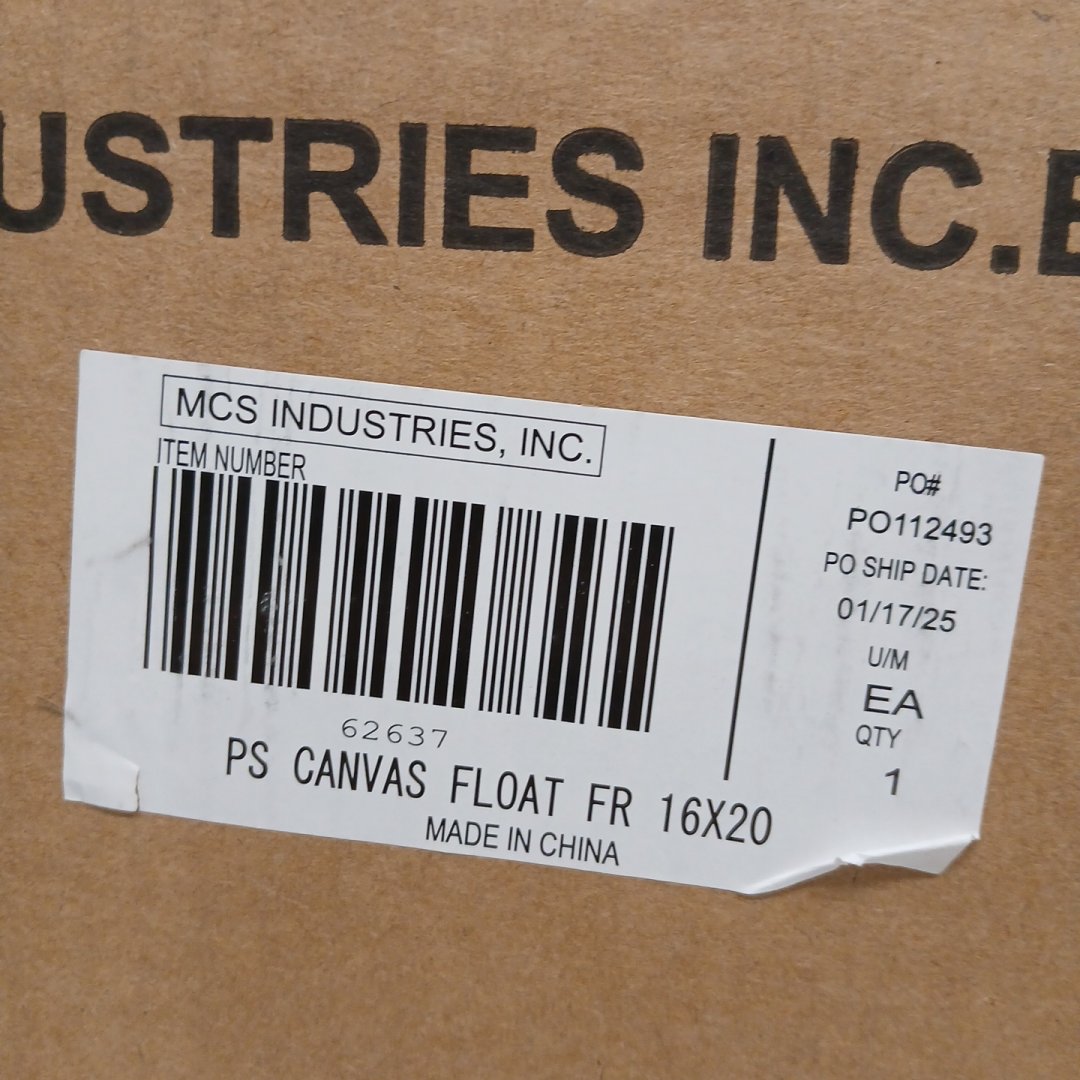 USTRIES INC.
MCS INDUSTRIES, INC.
ITEM NUMBER
62637
PS CANVAS FLOAT FR 16X20
MADE IN CHINA
PO#
PO112493
PO SHIP DATE:
01/17/25
U/M
EA
QTY
1